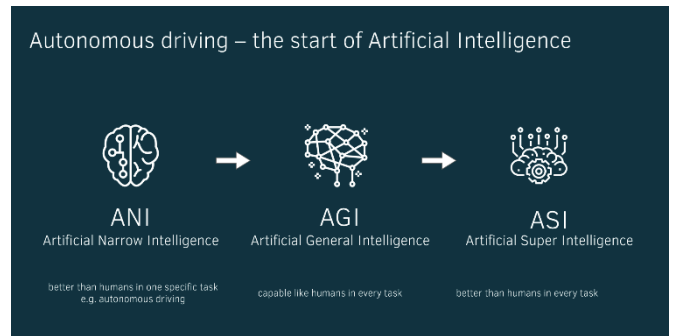 Autonomous driving – the start of Artificial Intelligence
ANI
Artificial Narrow Intelligence
better than humans in one specific task
e.g. autonomous driving
AGI
Artificial General Intelligence
capable like humans in every task
ASI
Artificial Super Intelligence
better than humans in every task